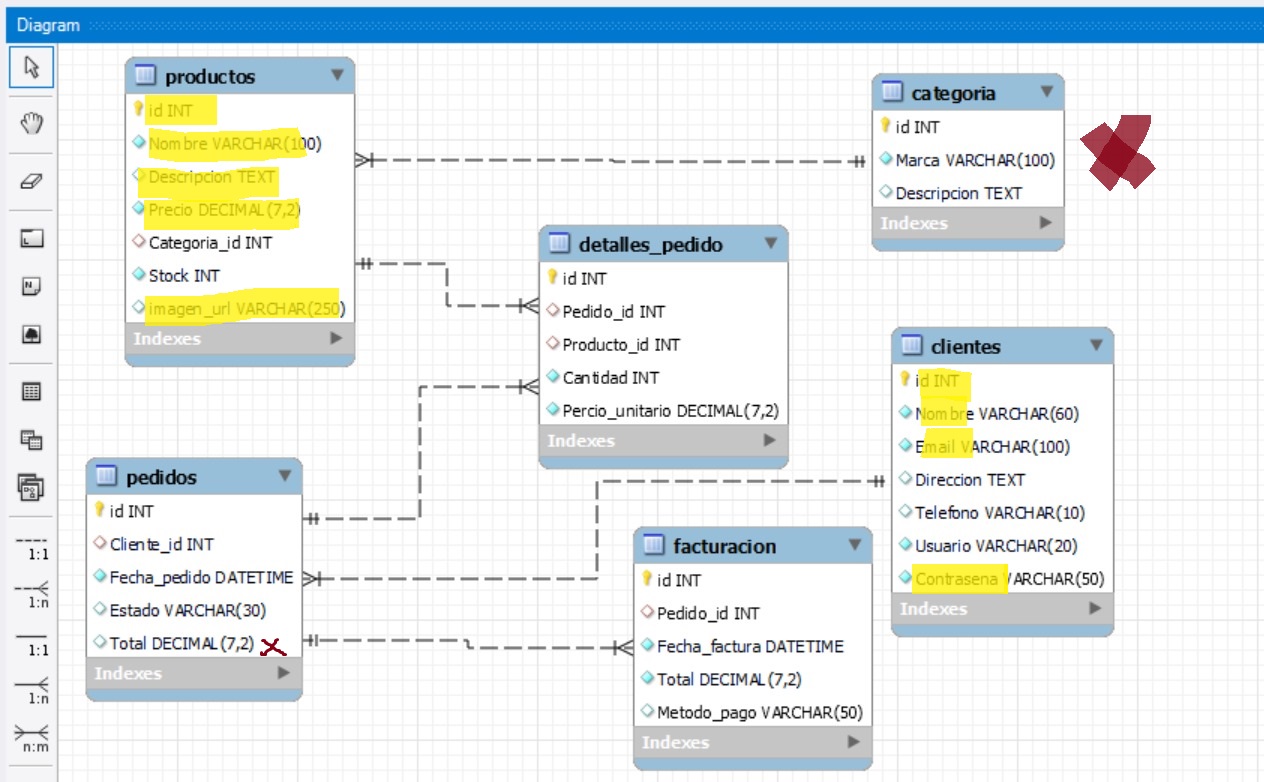 Diagram
productos
id INT
Nombre VARCHAR(100)
Descripcion TEXT
Precio DECIMAL(7,2)
Categoria_id INT
Stock INT
imagen_url VARCHAR(250)
Indexes
categoria
id INT
Marca VARCHAR(100)
Descripcion TEXT
Indexes
detalles_pedido
id INT
Pedido_id INT
Producto_id INT
Cantidad INT
Percio_unitario DECIMAL(7,2)
Indexes
clientes
id INT
Nombre VARCHAR(60)
Email VARCHAR(100)
Direccion TEXT
Telefono VARCHAR(10)
Usuario VARCHAR(20)
Contrasena VARCHAR(50)
Indexes
pedidos
id INT
Cliente_id INT
Fecha_pedido DATETIME
Estado VARCHAR(30)
Total DECIMAL(7,2)
Indexes
facturacion
id INT
Pedido_id INT
Fecha_factura DATETIME
Total DECIMAL(7,2)
Metodo_pago VARCHAR(50)
Indexes
1:1
1:n
1:1
1:n
n:m